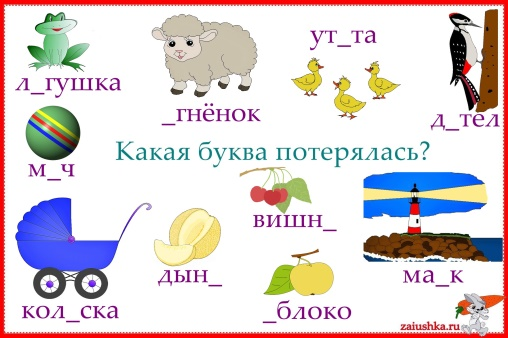 ут_та
л_гушка
_гнёнок
д_тел
Какая буква потерялась?
м_ч
вишн_
дын_
ма_к
кол_ска
_блоко
zaiushka.ru